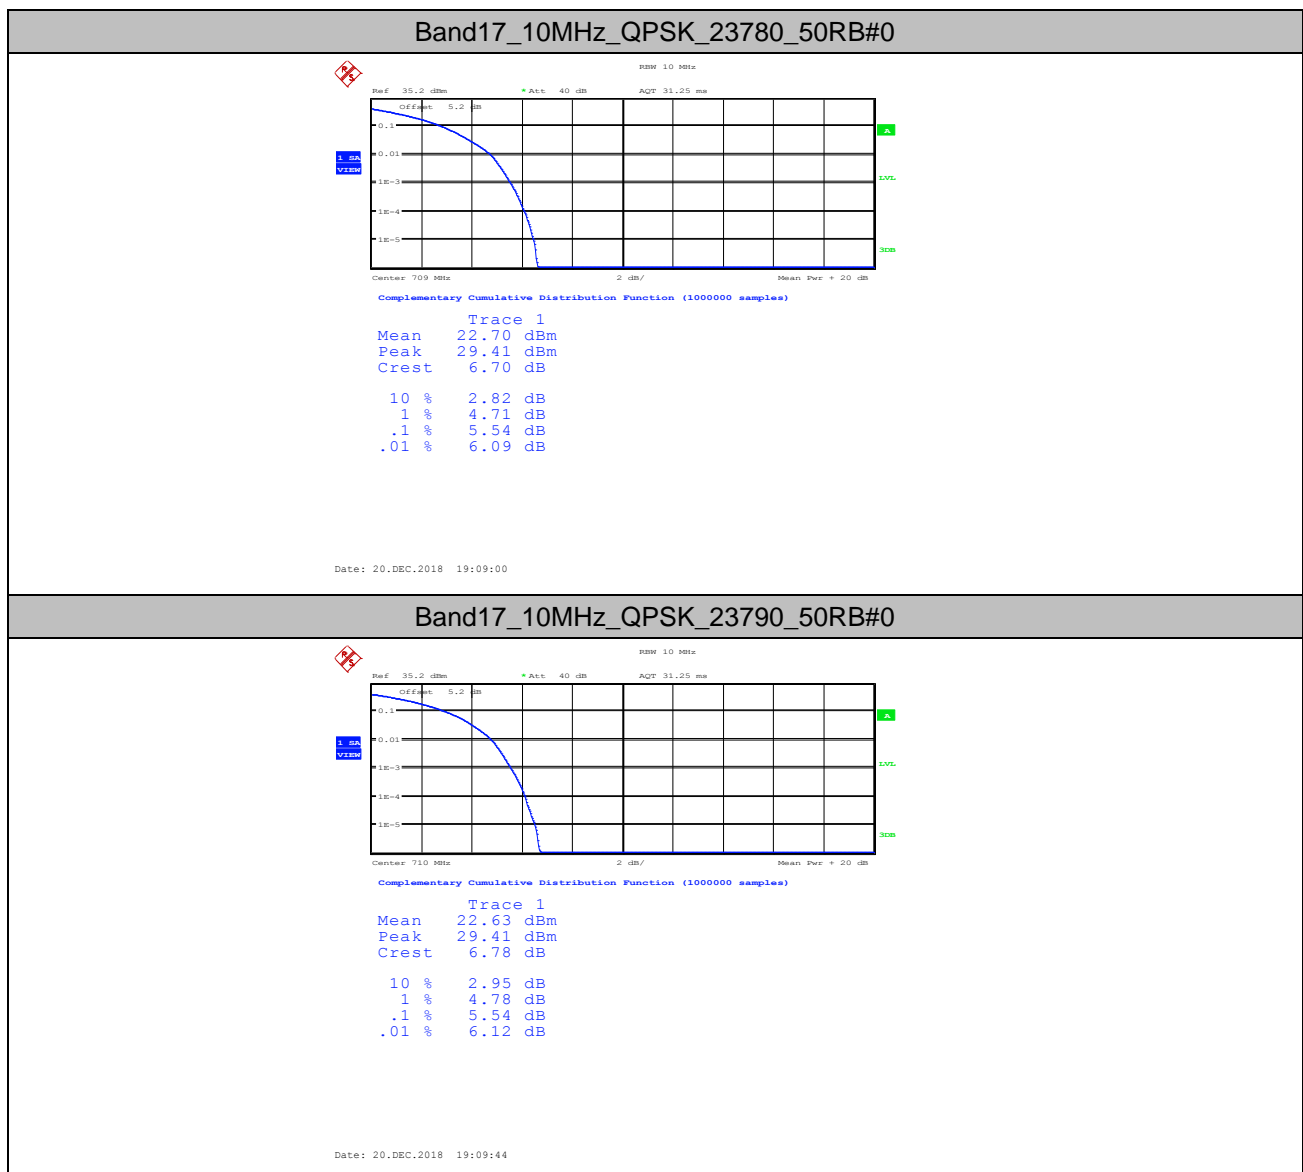 Band17_10MHz_QPSK_23780_50RB#0
R S
RBW 10 MHz
Ref 35.2 dBm *Att 40 dB AQT 31.25 ms
Offset 5.2 dB
0.1
A
0.01
1 SA
VIEW
1E-3
LVL
1E-4
1E-5
3DB
Center 709 MHz 2 dB/ Mean Pwr + 20 dB
Complementary Cumulative Distribution Function (1000000 samples)
Trace 1
Mean 22.70 dBm
Peak 29.41 dBm
Crest 6.70 dB
10 % 2.82 dB
1 % 4.71 dB
.1 % 5.54 dB
.01 % 6.09 dB
Date: 20.DEC.2018 19:09:00
Band17_10MHz_QPSK_23790_50RB#0
R S
RBW 10 MHz
Ref 35.2 dBm *Att 40 dB AQT 31.25 ms
Offset 5.2 dB
0.1
A
0.01
1 SA
VIEW
1E-3
LVL
1E-4
1E-5
3DB
Center 710 MHz 2 dB/ Mean Pwr + 20 dB
Complementary Cumulative Distribution Function (1000000 samples)
Trace 1
Mean 22.63 dBm
Peak 29.41 dBm
Crest 6.78 dB
10 % 2.95 dB
1 % 4.78 dB
.1 % 5.54 dB
.01 % 6.12 dB
Date: 20.DEC.2018 19:09:44